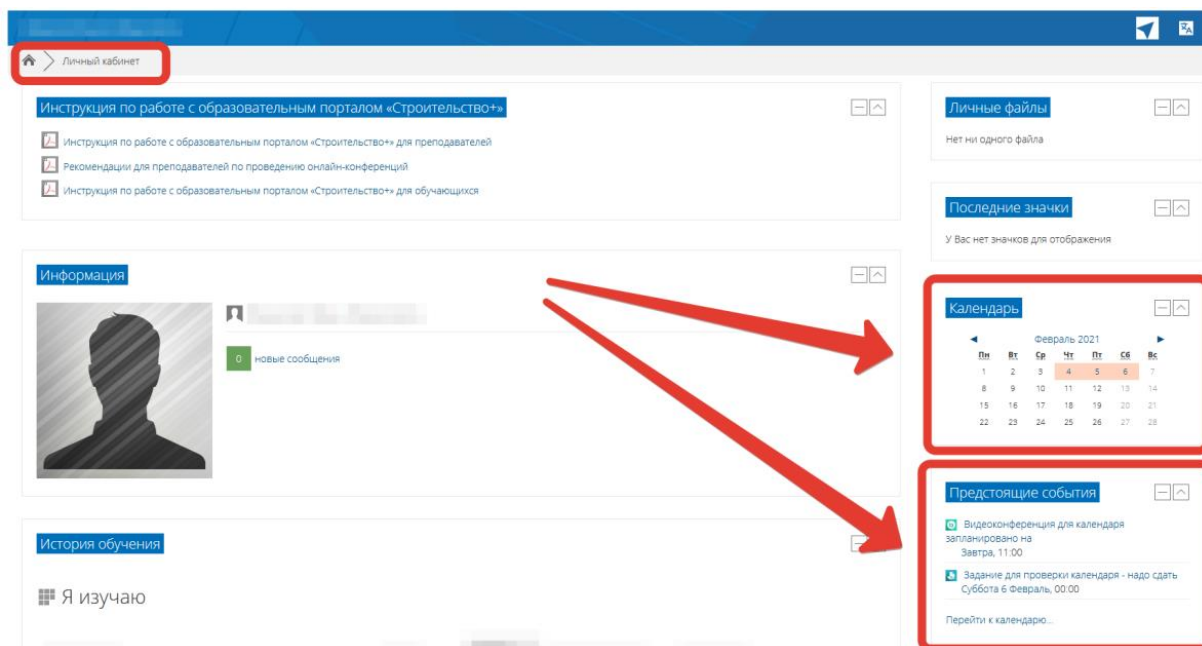 Личный кабинет
Инструкция по работе с образовательным порталом «Строительство+»
Инструкция по работе с образовательным порталом «Строительство+» для преподавателей
Рекомендации для преподавателей по проведению онлайн-конференций
Инструкция по работе с образовательным порталом «Строительство+» для обучающихся
Информация
0 новые сообщения
История обучения
Я изучаю
Личные файлы
Нет ни одного файла
Последние значки
У Вас нет значков для отображения
Календарь
◄ Февраль 2021 ►
Пн Вт Ср Чт Пт Сб Вс
1 2 3 4 5 6 7
8 9 10 11 12 13 14
15 16 17 18 19 20 21
22 23 24 25 26 27 28
Предстоящие события
Видеоконференция для календаря
запланировано на
Завтра, 11:00
Задание для проверки календаря - надо сдать
Суббота 6 Февраль, 00:00
Перейти к календарю...